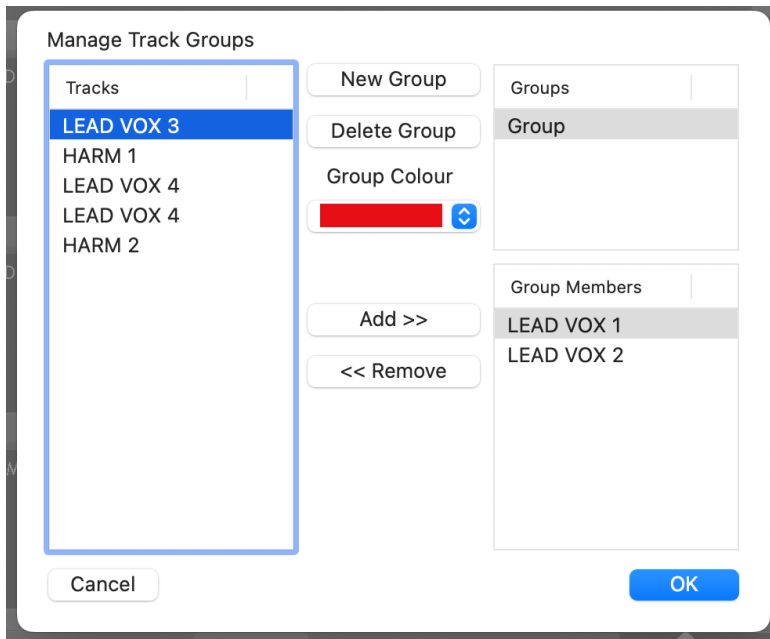 Manage Track Groups
Tracks
LEAD VOX 3
HARM 1
LEAD VOX 4
LEAD VOX 4
HARM 2
New Group
Delete Group
Group Colour
Add >>
<< Remove
Groups
Group
Group Members
LEAD VOX 1
LEAD VOX 2
Cancel
OK